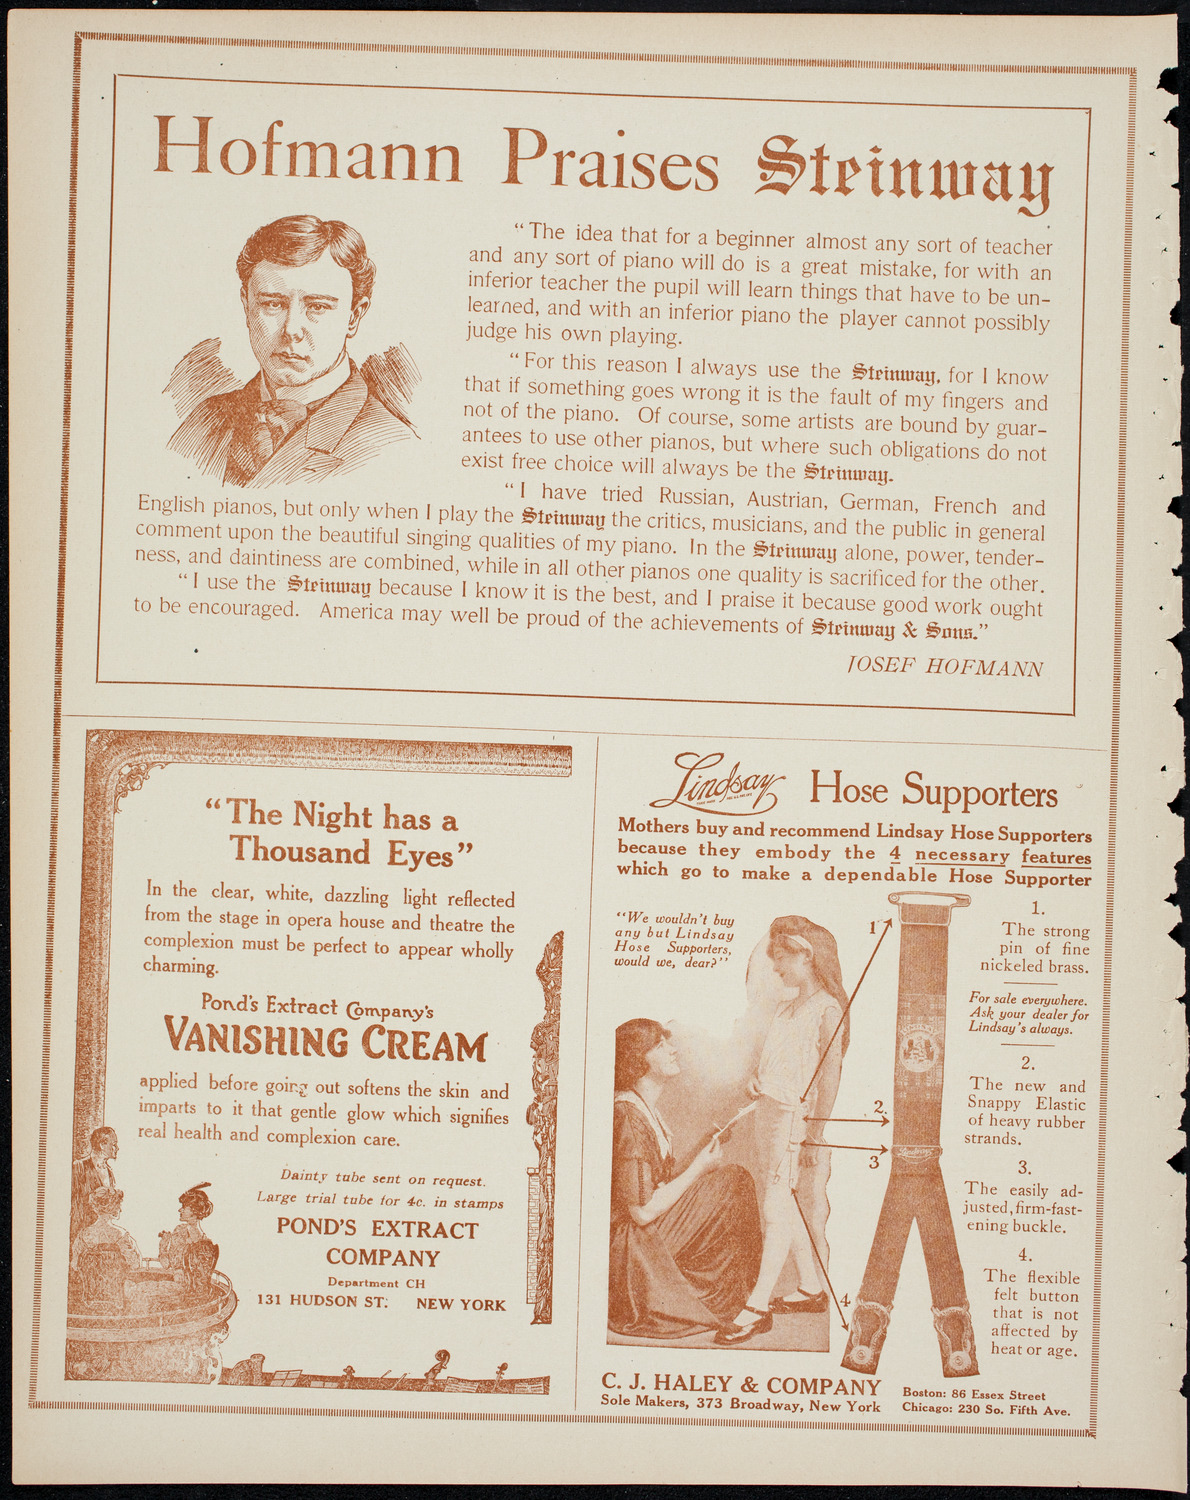 Hofmann Praises Steinway
“The idea that for a beginner almost any sort of teacher
and any sort of piano will do is a great mistake, for with an
inferior teacher the pupil will learn things that have to be un-
learned, and with an inferior piano the player cannot possibly
judge his own playing.
“For this reason I always use the Steinway, for I know
that if something goes wrong it is the fault of my fingers and
not of the piano. Of course, some artists are bound by guar-
antees to use other pianos, but where such obligations do not
exist free choice will always be the Steinway.
“I have tried Russian, Austrian, German, French and
English pianos, but only when I play the Steinway the critics, musicians, and the public in general
comment upon the beautiful singing qualities of my piano. In the Steinway alone, power, tender-
ness, and daintiness are combined, while in all other pianos one quality is sacrificed for the other.
“I use the Steinway because I know it is the best, and I praise it because good work ought
to be encouraged. America may well be proud of the achievements of Steinway & Sons.”
JOSEF HOFMANN
“The Night has a
Thousand Eyes”
In the clear, white, dazzling light reflected
from the stage in opera house and theatre the
complexion must be perfect to appear wholly
charming.
Pond's Extract Company's
VANISHING CREAM
applied before going out softens the skin and
imparts to it that gentle glow which signifies
real health and complexion care.
Dainty tube sent on request.
Large trial tube for 4c. in stamps
POND'S EXTRACT
COMPANY
Department CH
131 HUDSON ST. NEW YORK
Lindsay Hose Supporters
Mothers buy and recommend Lindsay Hose Supporters
because they embody the 4 necessary features
which go to make a dependable Hose Supporter
“We wouldn't buy
any but Lindsay
Hose Supporters,
would we, dear?”
1
2.
3
4
Lindsay
1.
The strong
pin of fine
nickeled brass.
For sale everywhere.
Ask your dealer for
Lindsay's always.
2.
The new and
Snappy Elastic
of heavy rubber
strands.
3.
The easily ad-
justed, firm-fast-
ening buckle.
4.
The flexible
felt button
that is not
affected by
heat or age.
C. J. HALEY & COMPANY
Sole Makers, 373 Broadway, New York
Boston: 86 Essex Street
Chicago: 230 So. Fifth Ave.